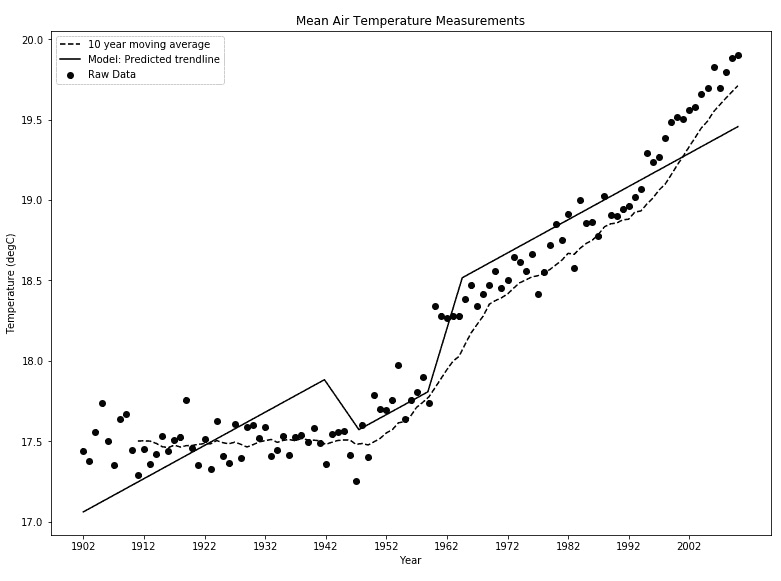 Mean Air Temperature Measurements
10 year moving average
Model: Predicted trendline
Raw Data
20.0
19.5
19.0
18.5
18.0
17.5
17.0
Temperature (degC)
1902 1912 1922 1932 1942 1952 1962 1972 1982 1992 2002
Year